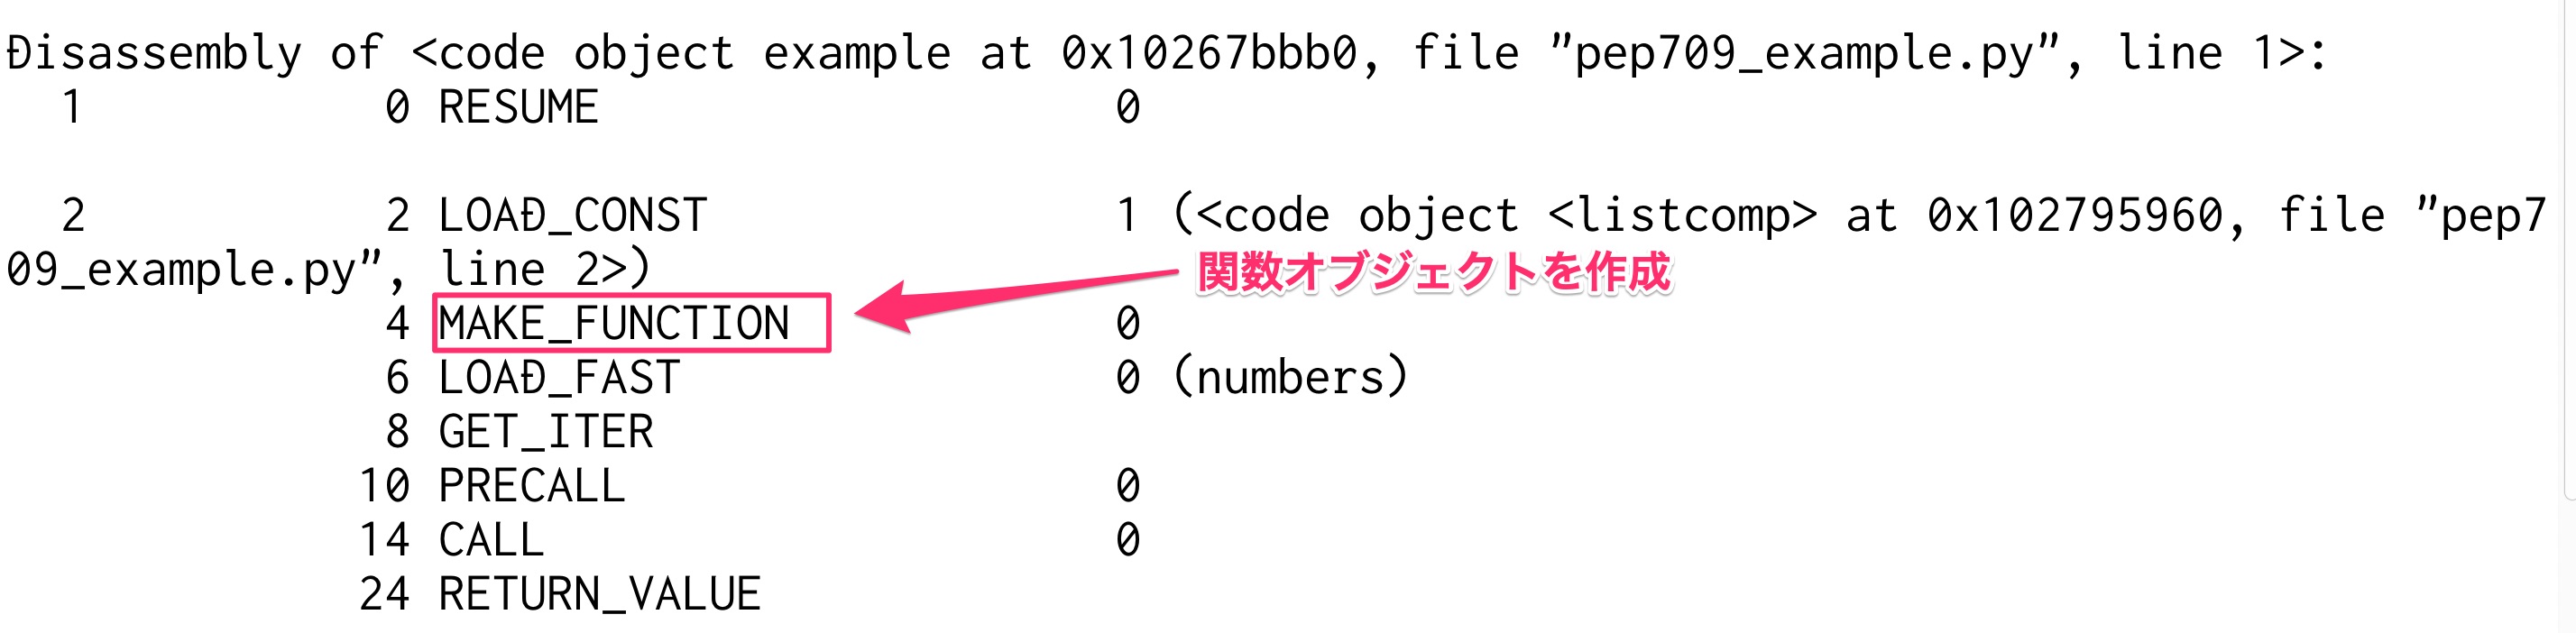 Disassembly of <code object example at 0x10267bbb0, file "pep709_example.py", line 1>:
1 0 RESUME 0
2 2 LOAD_CONST 1 (<code object <listcomp> at 0x102795960, file "pep7
09_example.py", line 2>)
関数オブジェクトを作成
4 MAKE_FUNCTION 0
6 LOAD_FAST 0 (numbers)
8 GET_ITER
10 PRECALL 0
14 CALL 0
24 RETURN_VALUE